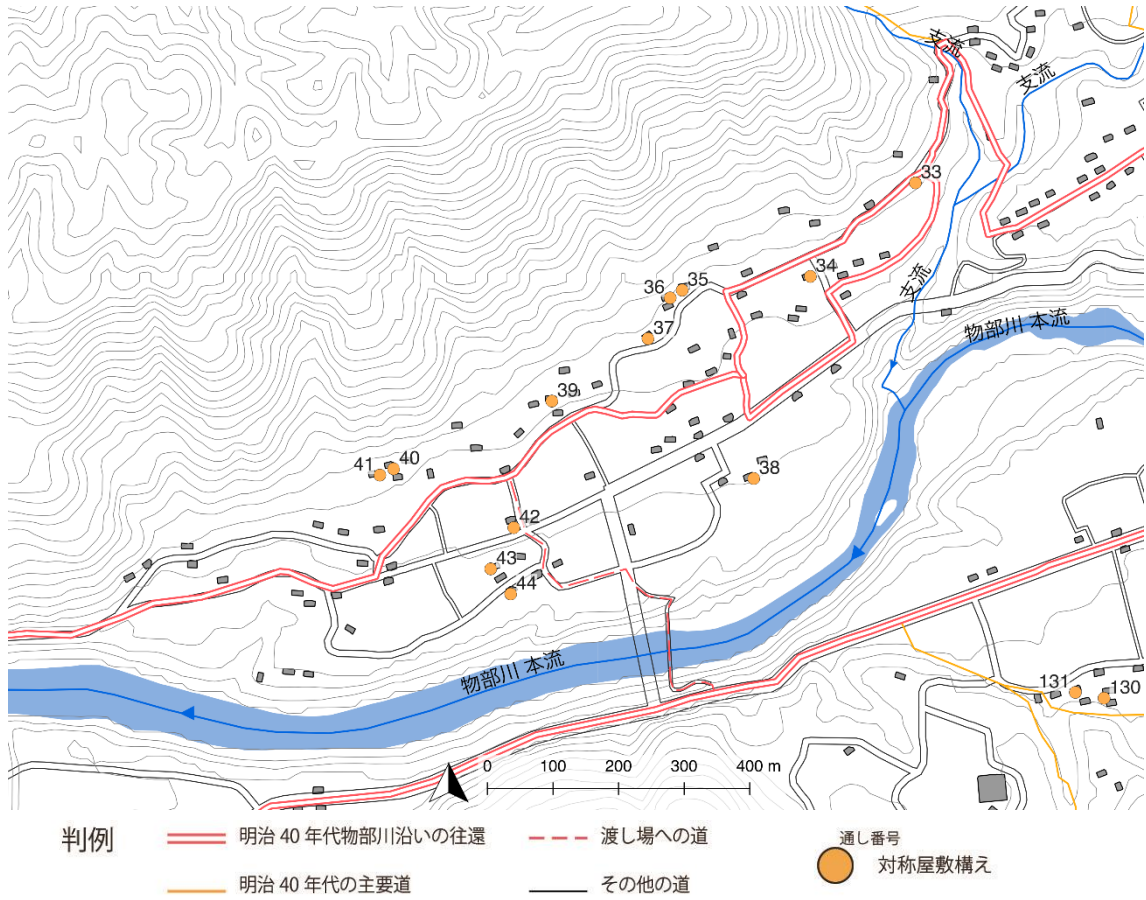 支流
支流
33
34
支流
35
36
37
物部川 本流
39
40
41
38
42
43
44
物部川 本流
131
130
0 100 200 300 400 m
判例
明治 40 年代物部川沿いの往還
渡し場への道
通し番号
対称屋敷構え
明治 40 年代の主要道
その他の道